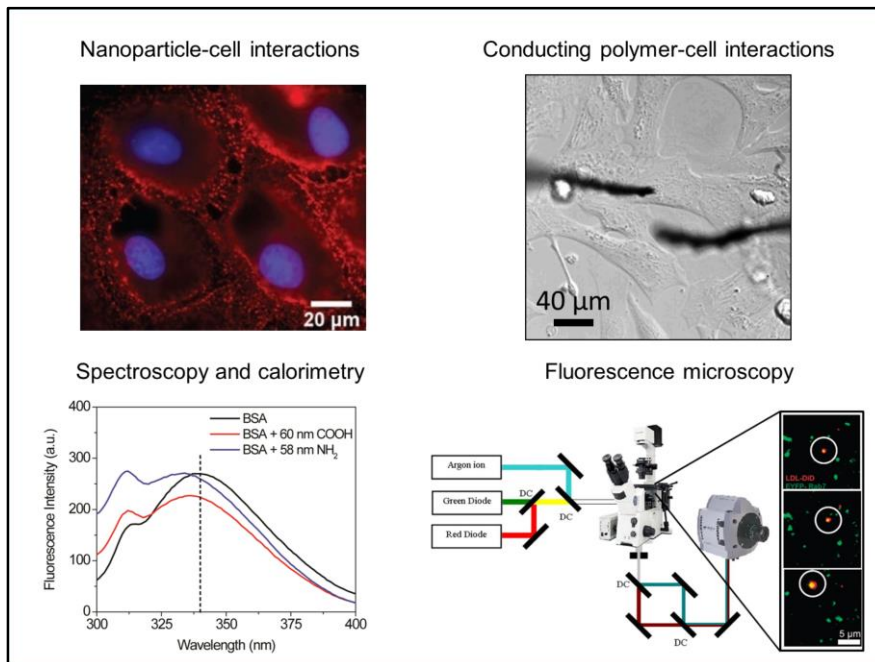 Nanoparticle-cell interactions
20 µm
Conducting polymer-cell interactions
40 µm
Spectroscopy and calorimetry
Fluorescence Intensity (a.u.)
400
300
200
100
0
BSA
BSA + 60 nm COOH
BSA + 58 nm NH₂
300
325
350
375
400
Wavelength (nm)
Fluorescence microscopy
Argon ion
Green Diode
Red Diode
DC
DC
DC
DC
LDL-DiD
EYFP- Rab7
5 µm